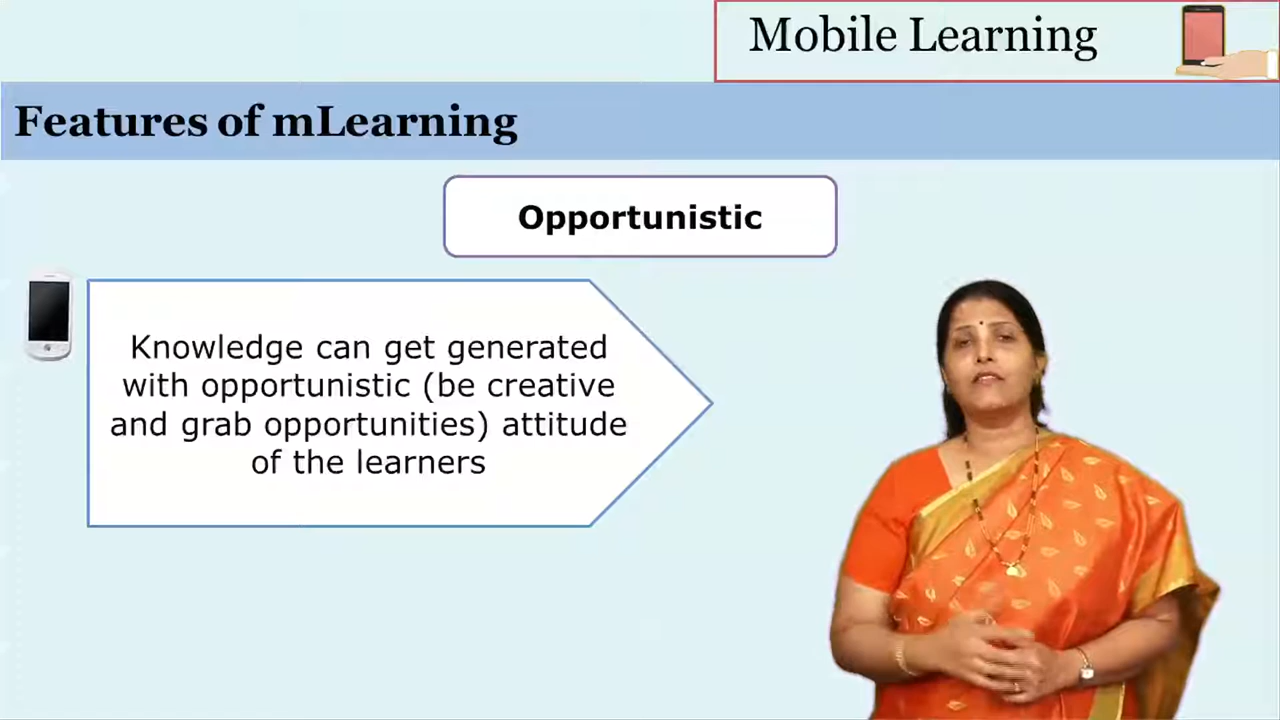 Mobile Learning
Features of mLearning
Opportunistic
Knowledge can get generated
with opportunistic (be creative
and grab opportunities) attitude
of the learners